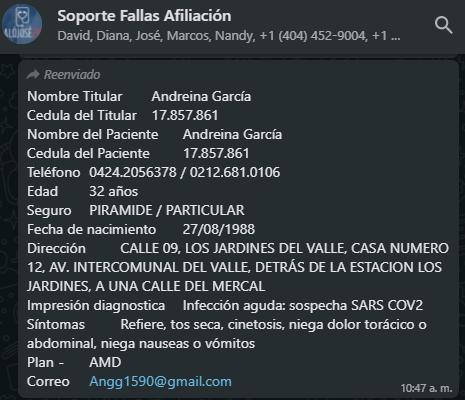 Soporte Fallas Afiliación
David, Diana, José, Marcos, Nandy, +1 (404) 452-9004, +1 ...
ALOJOSÉ
Reenviado
Nombre Titular Andreina García
Cedula del Titular 17.857.861
Nombre del Paciente Andreina García
Cedula del Paciente 17.857.861
Teléfono 0424.2056378 / 0212.681.0106
Edad 32 años
Seguro PIRAMIDE / PARTICULAR
Fecha de nacimiento 27/08/1988
Dirección CALLE 09, LOS JARDINES DEL VALLE, CASA NUMERO
12, AV. INTERCOMUNAL DEL VALLE, DETRÁS DE LA ESTACION LOS
JARDINES, A UNA CALLE DEL MERCAL
Impresión diagnostica Infección aguda: sospecha SARS COV2
Síntomas Refiere, tos seca, cinetosis, niega dolor torácico o
abdominal, niega nauseas o vómitos
Plan - AMD
Correo Angg1590@gmail.com
10:47 a. m.